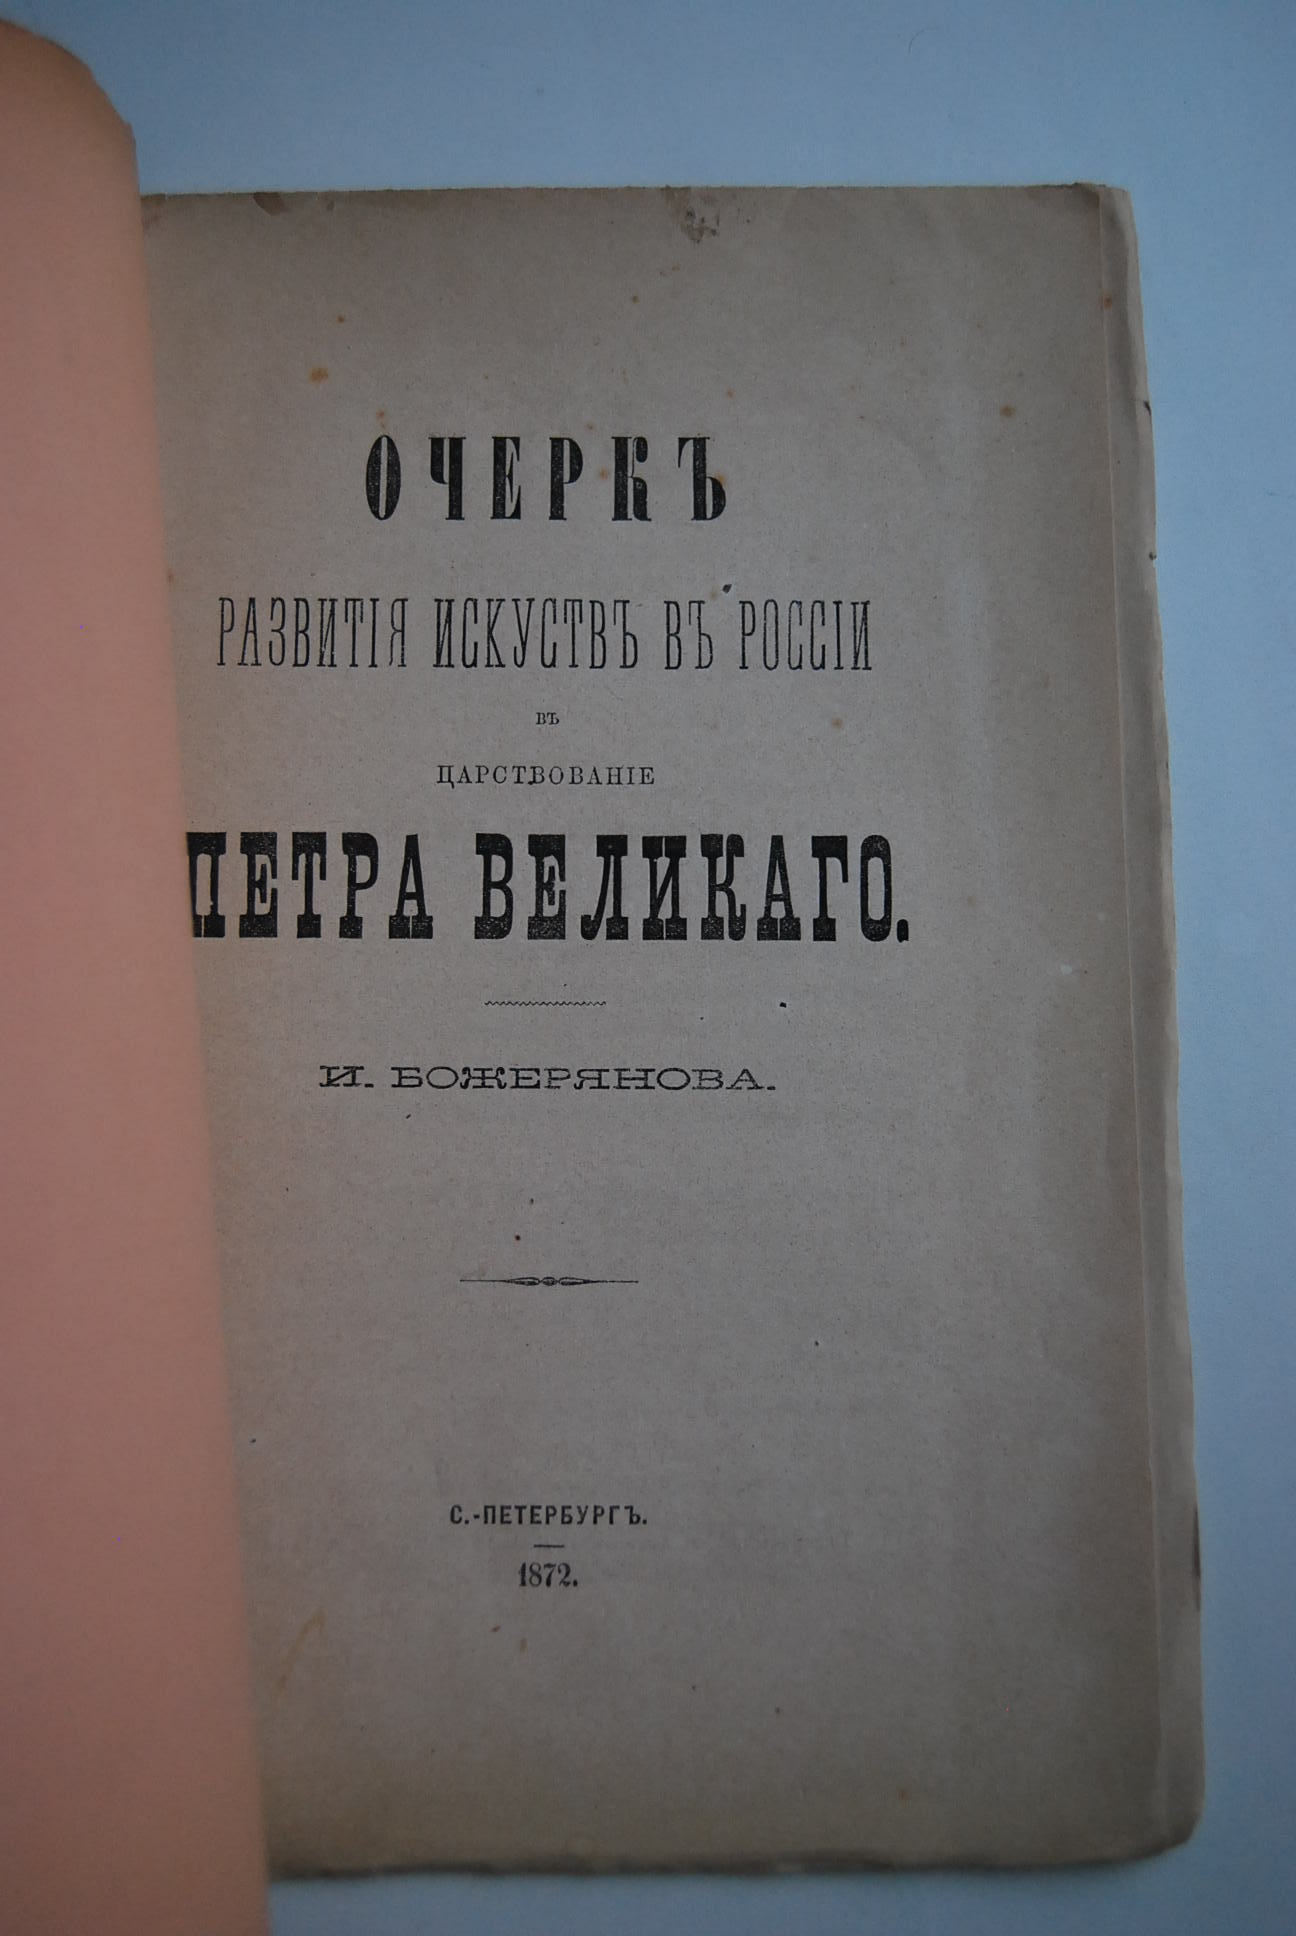 ОЧЕРКЪ
РАЗВИТІЯ ИСКУСТВЪ ВЪ РОССІИ
ВЪ
ЦАРСТВОВАНІЕ
ПЕТРА ВЕЛИКАГО.
И. БОЖЕРЯНОВА.
С.-ПЕТЕРБУРГЪ.
1872.